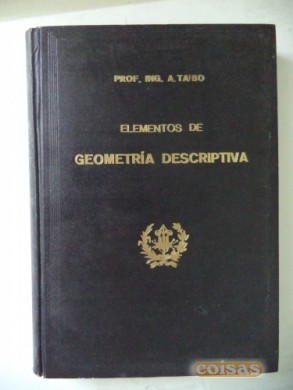 PROF. ING. A. TAIBO
ELEMENTOS DE
GEOMETRÍA DESCRIPTIVA
coisas